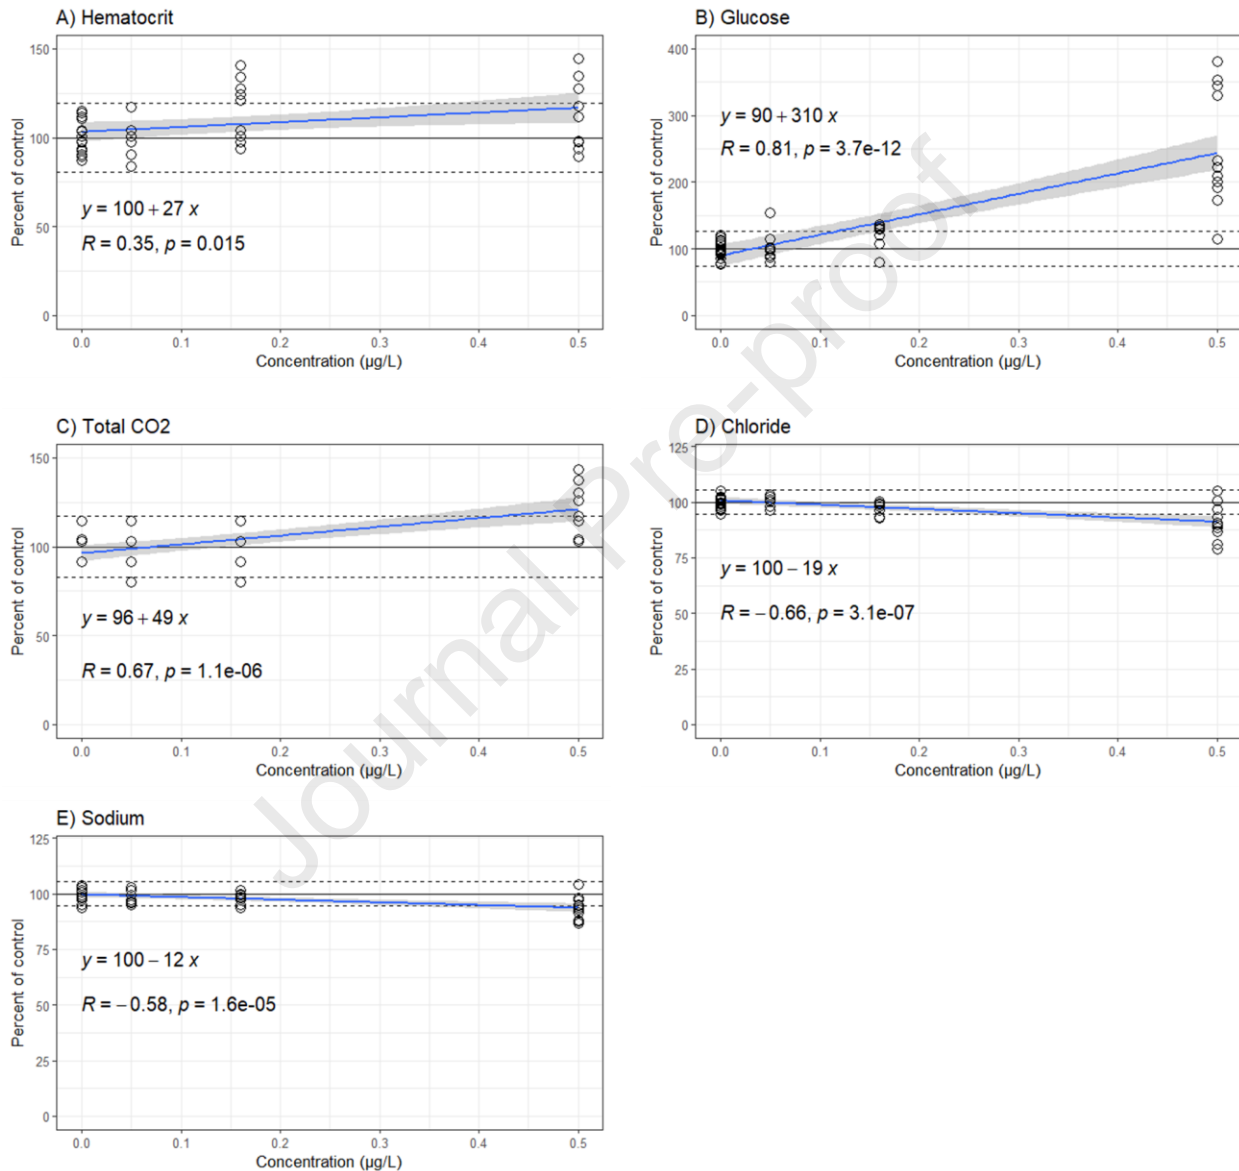 A) Hematocrit
150
100
50
0
Percent of control
y = 100 + 27 x
R = 0.35, p = 0.015
0.0 0.1 0.2 0.3 0.4 0.5
Concentration (µg/L)
B) Glucose
400
300
200
100
0
Percent of control
y = 90 + 310 x
R = 0.81, p = 3.7e-12
0.0 0.1 0.2 0.3 0.4 0.5
Concentration (µg/L)
C) Total CO2
150
100
50
0
Percent of control
y = 96 + 49 x
R = 0.67, p = 1.1e-06
0.0 0.1 0.2 0.3 0.4 0.5
Concentration (µg/L)
D) Chloride
125
100
75
50
25
0
Percent of control
y = 100 − 19 x
R = −0.66, p = 3.1e-07
0.0 0.1 0.2 0.3 0.4 0.5
Concentration (µg/L)
E) Sodium
125
100
75
50
25
0
Percent of control
y = 100 − 12 x
R = −0.58, p = 1.6e-05
0.0 0.1 0.2 0.3 0.4 0.5
Concentration (µg/L)
Journal Pre-proof